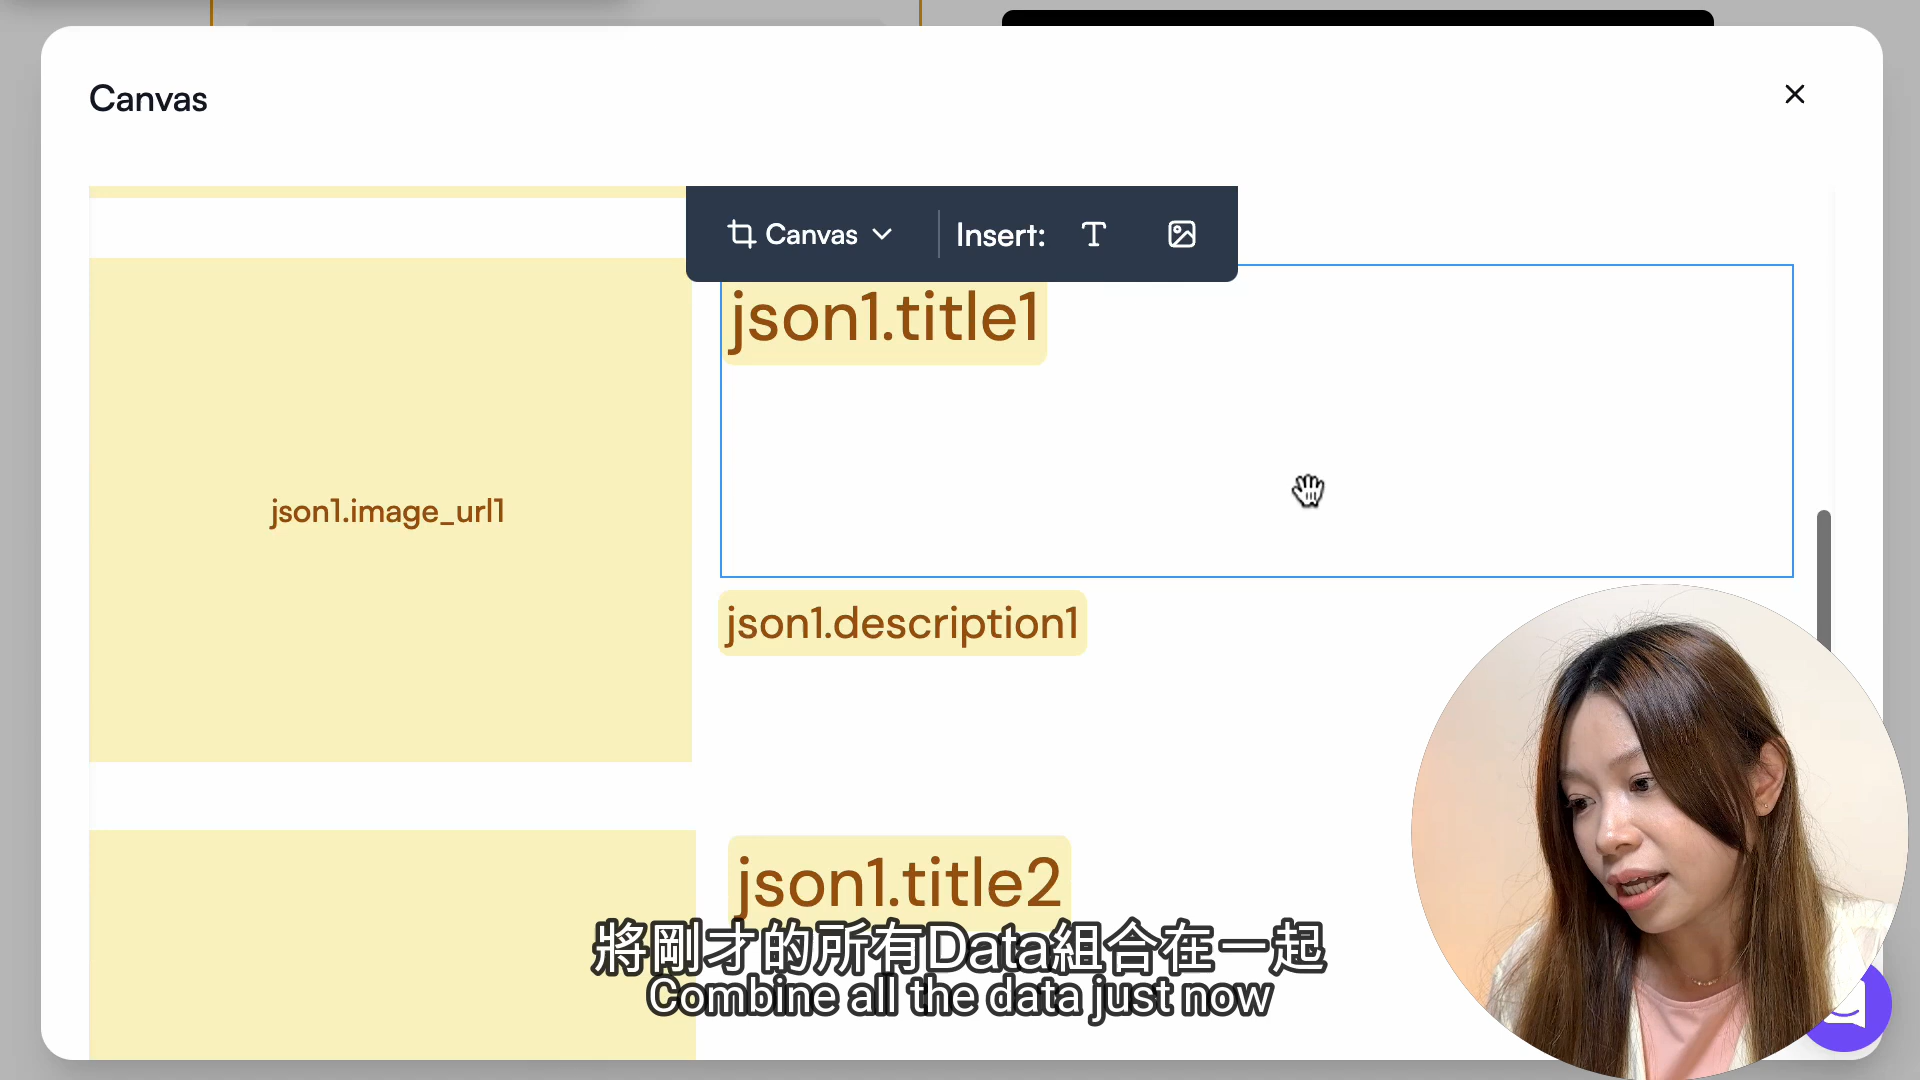 Canvas
Canvas
Insert:
json1.title1
json1.image_url1
json1.description1
json1.title2
將剛才的所有Data組合在一起
Combine all the data just now